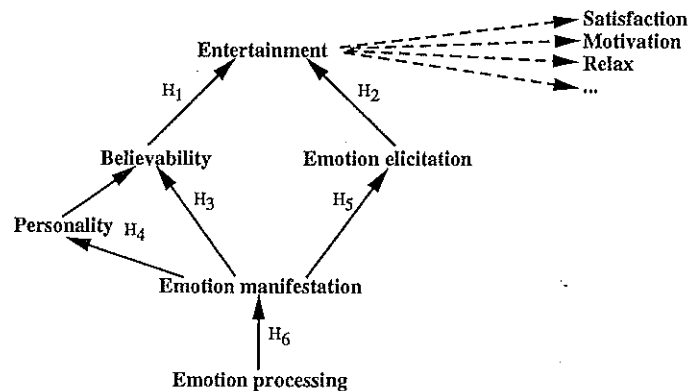 Satisfaction
Entertainment
Motivation
Relax
...
H1
H2
Believability
Emotion elicitation
H3
H5
Personality
H4
Emotion manifestation
H6
Emotion processing